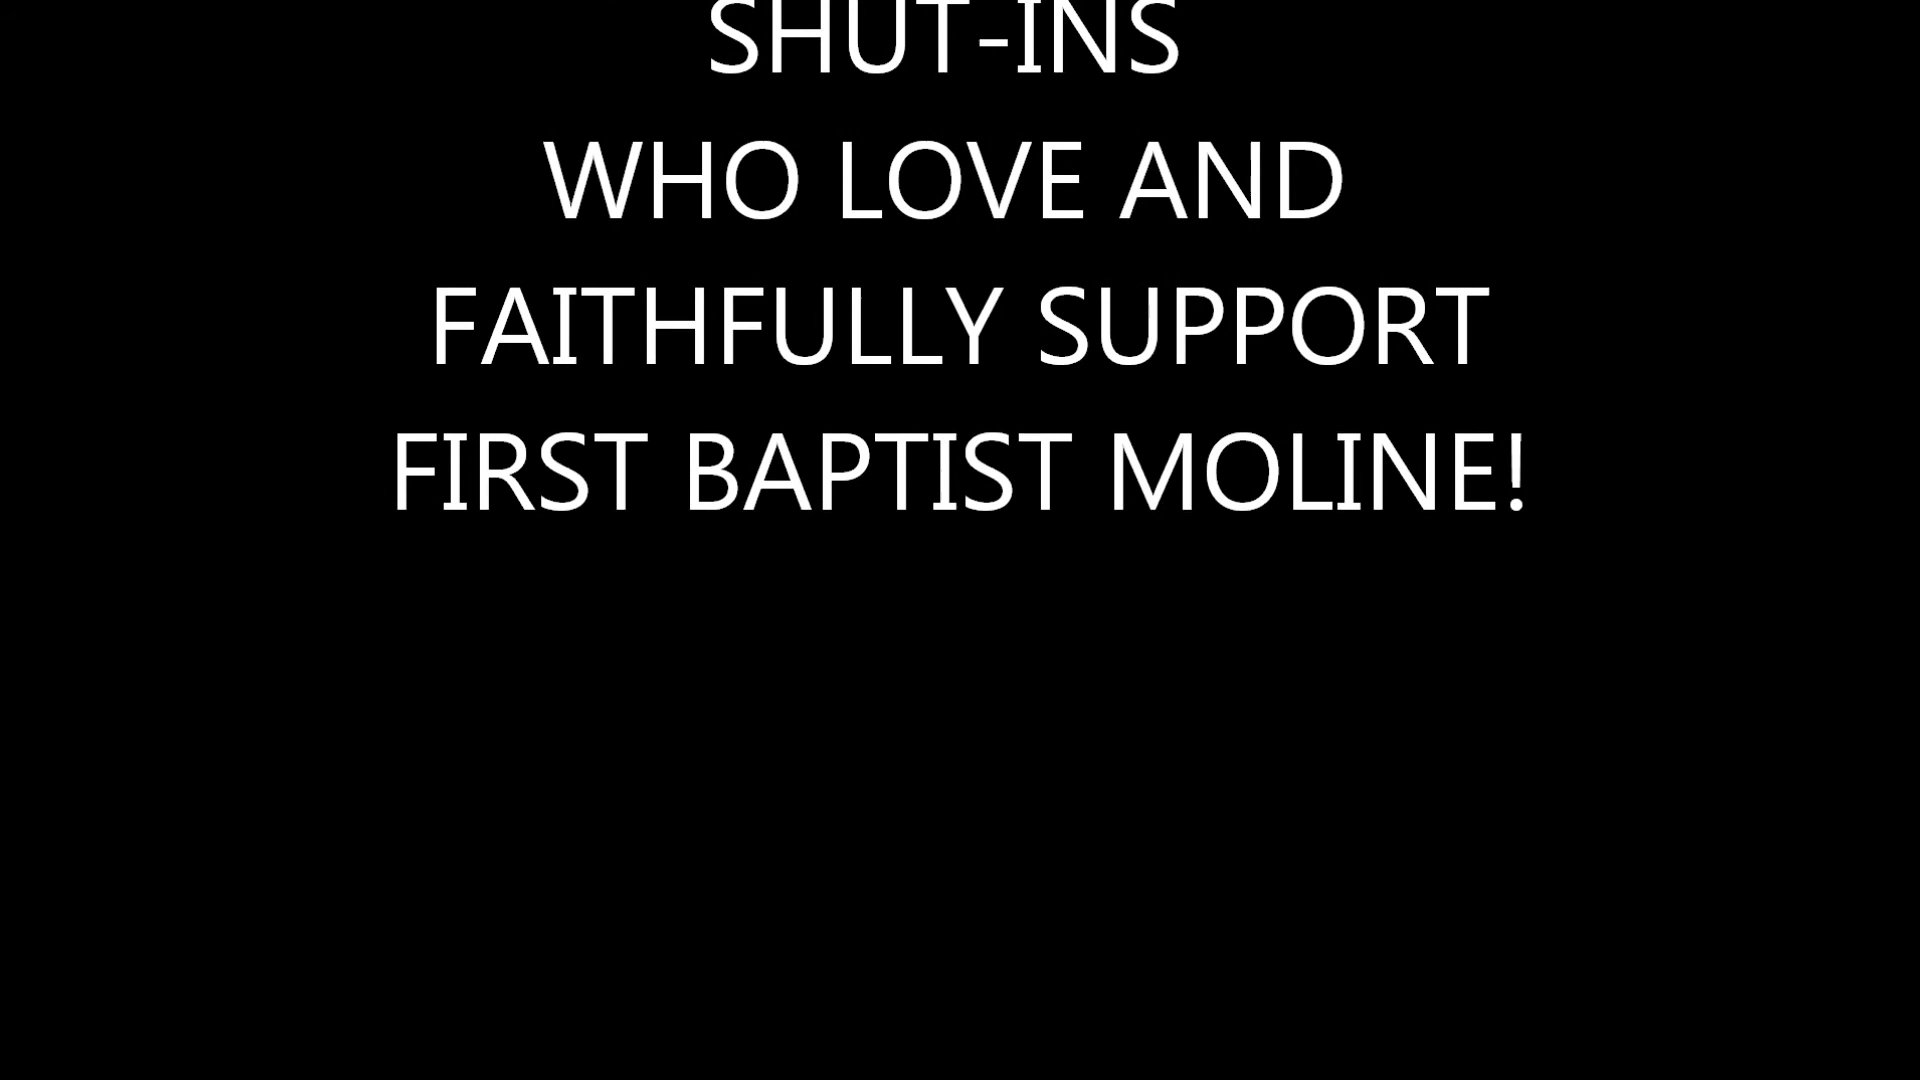 SHUT-INS
WHO LOVE AND
FAITHFULLY SUPPORT
FIRST BAPTIST MOLINE!